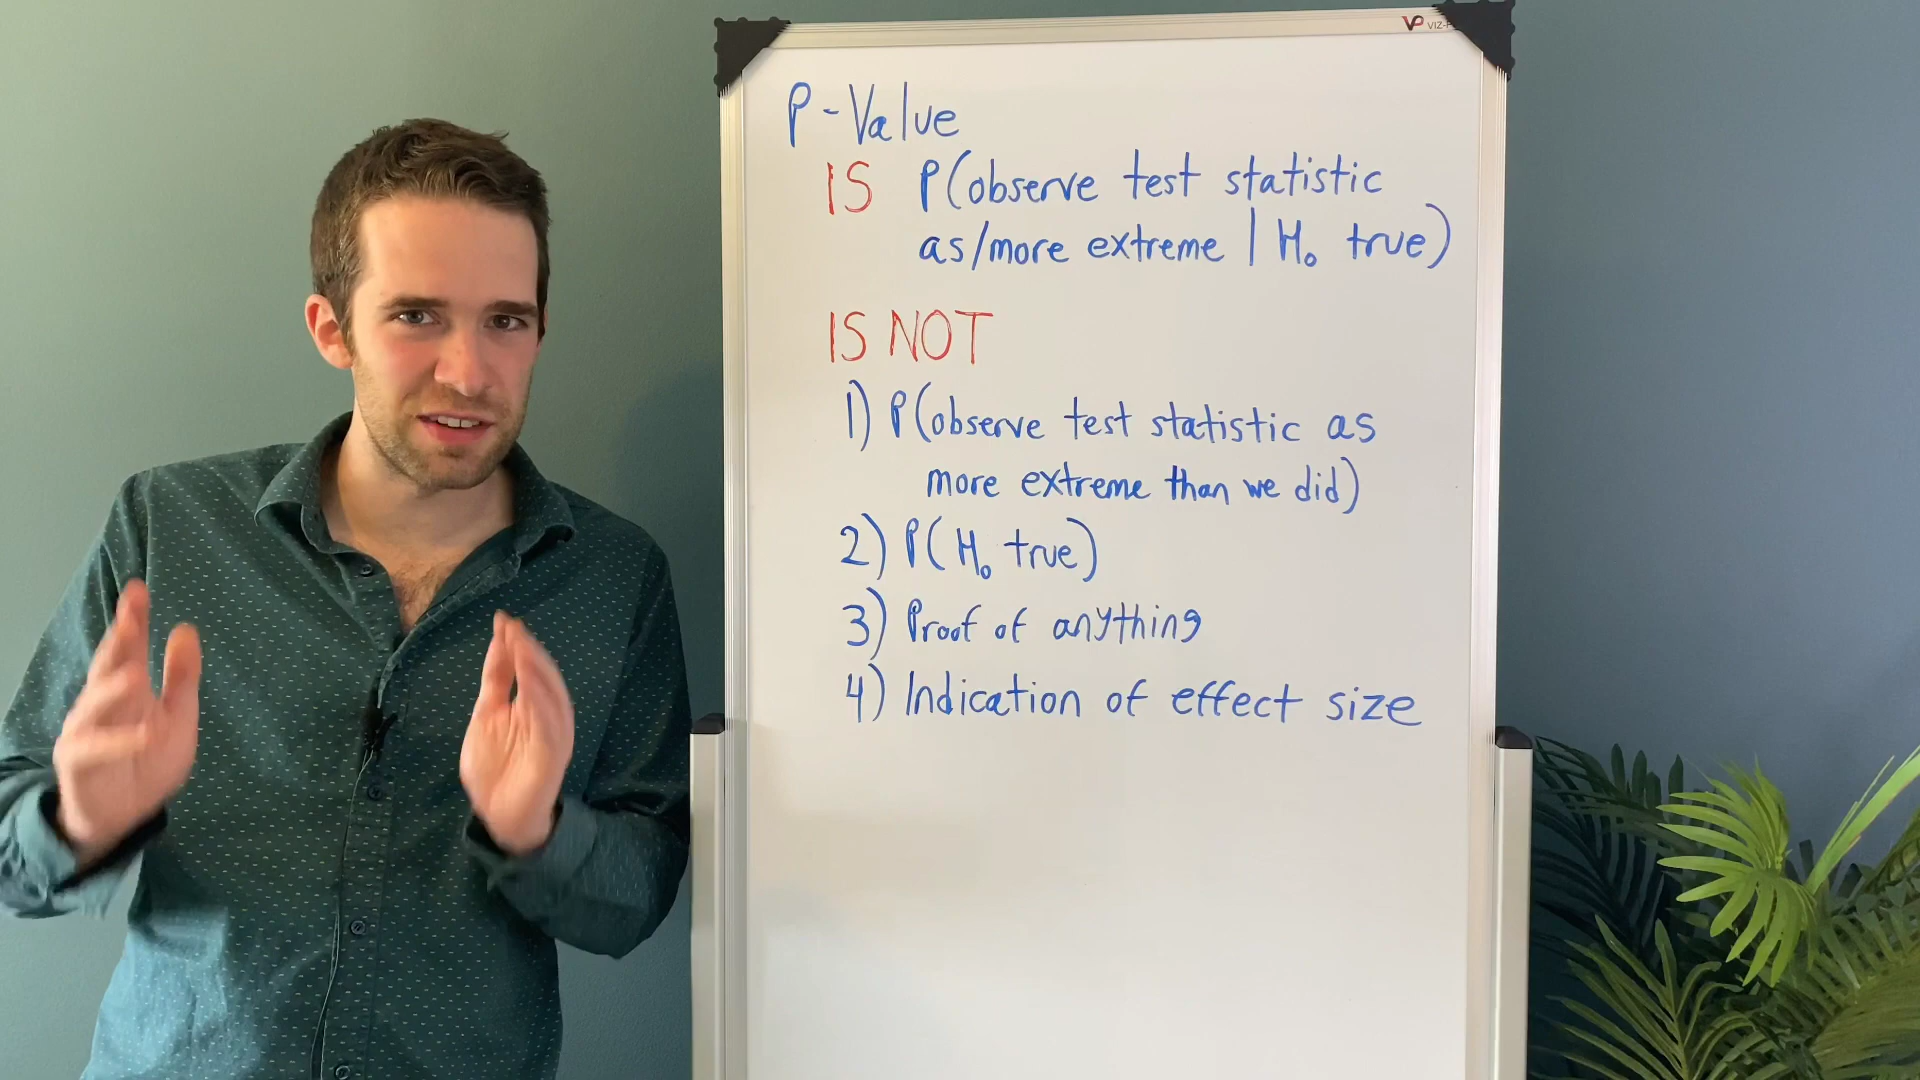 VP
P-Value
IS P(observe test statistic
as/more extreme | H₀ true)
IS NOT
1) P(observe test statistic as
more extreme than we did)
2) P(H₀ true)
3) Proof of anything
4) Indication of effect size